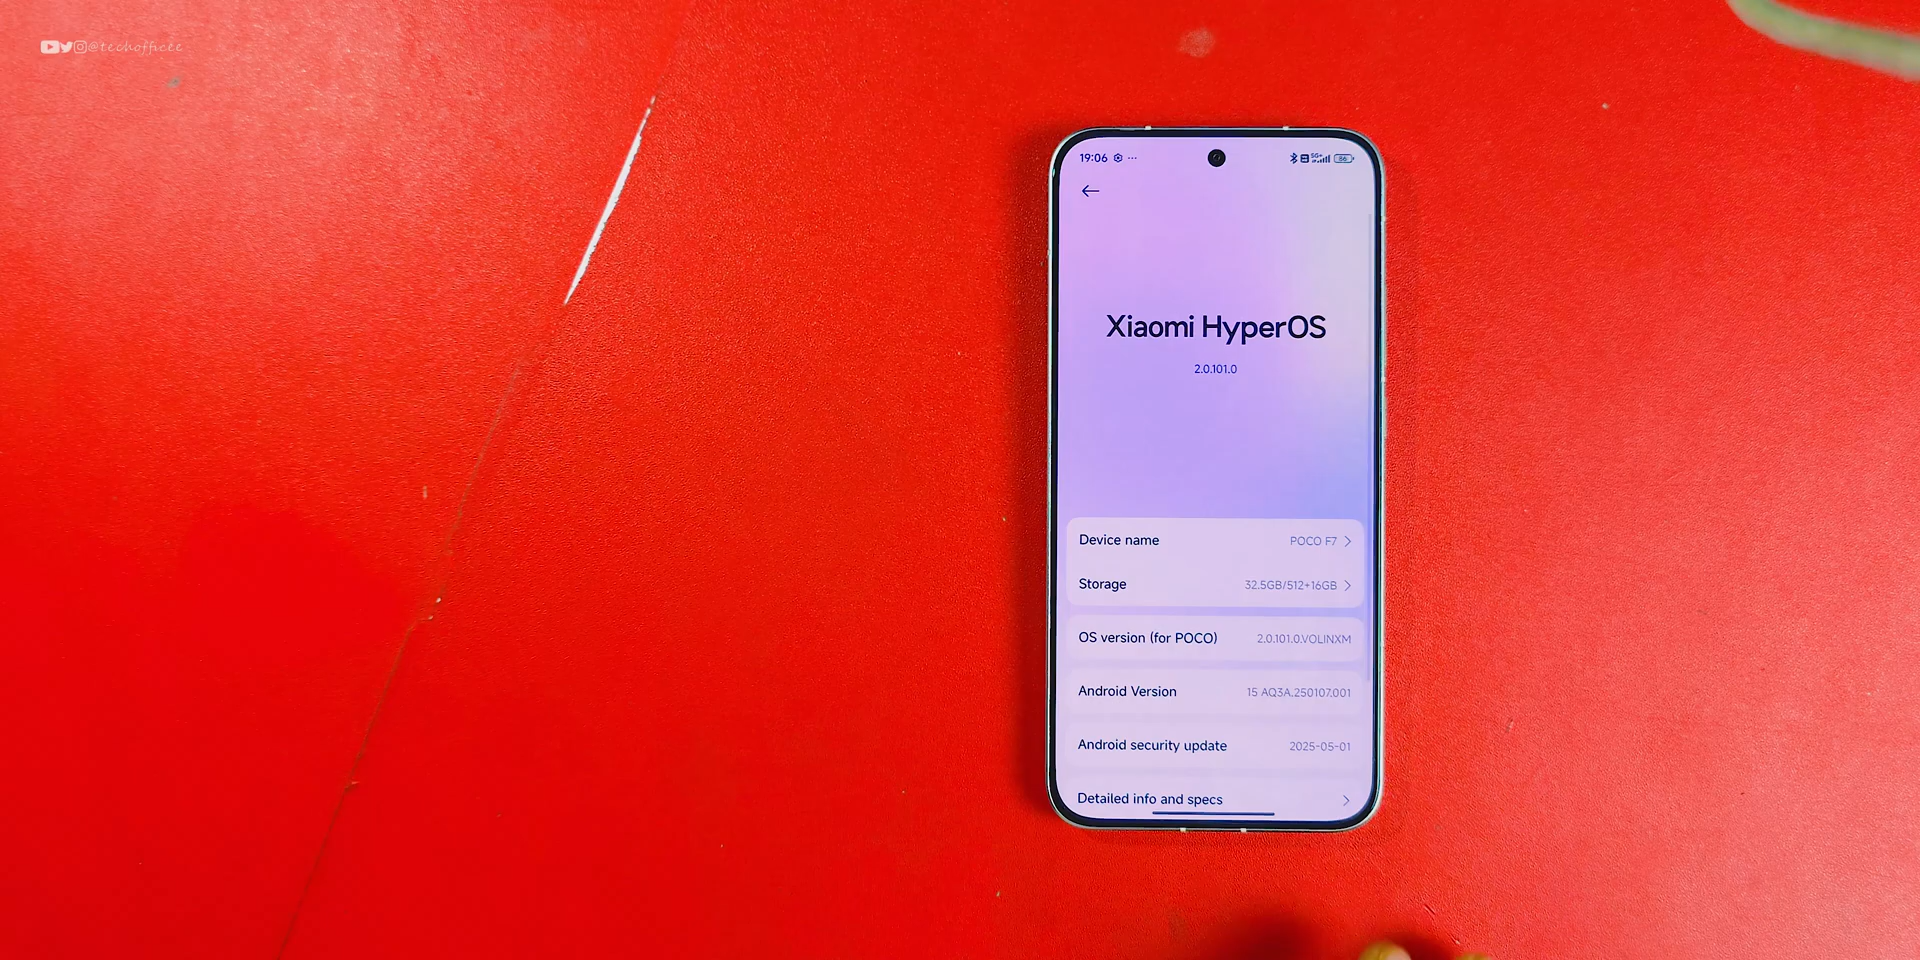 @techofficee
19:06
86
←
Xiaomi HyperOS
2.0.101.0
Device name POCO F7
Storage 32.5GB/512+16GB
OS version (for POCO) 2.0.101.0.VOLINXM
Android Version 15 AQ3A.250107.001
Android security update 2025-05-01
Detailed info and specs